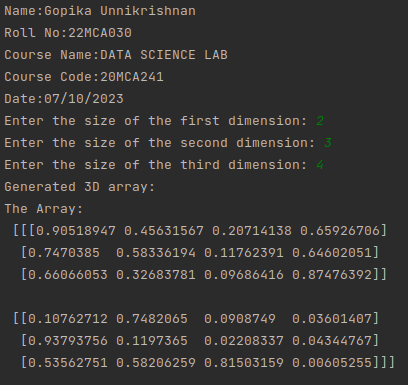 Name:Gopika Unnikrishnan
Roll No:22MCA030
Course Name:DATA SCIENCE LAB
Course Code:20MCA241
Date:07/10/2023
Enter the size of the first dimension: 2
Enter the size of the second dimension: 3
Enter the size of the third dimension: 4
Generated 3D array:
The Array:
 [[[0.90518947 0.45631567 0.20714138 0.65926706]
  [0.7470385  0.58336194 0.11762391 0.64602051]
  [0.66066053 0.32683781 0.09686416 0.87476392]]

 [[0.10762712 0.7482065  0.0908749  0.03601407]
  [0.93793756 0.1197365  0.02208337 0.04344767]
  [0.53562751 0.58206259 0.81503159 0.00605255]]]